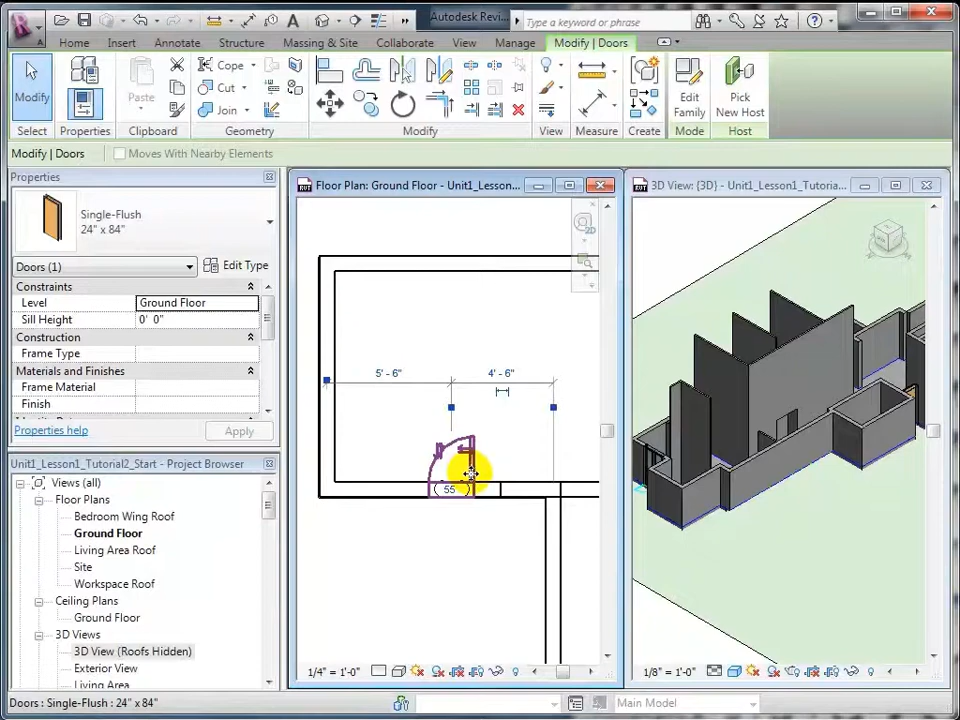 Autodesk Revi...
Type a keyword or phrase
Home Insert Annotate Structure Massing & Site Collaborate View Manage Modify | Doors
Modify
Select
Properties
Paste
Clipboard
Cope
Cut
Join
Geometry
Modify
View
Measure
Create
Edit Family
Mode
Pick New Host
Host
Modify | Doors
Moves With Nearby Elements
Properties
Single-Flush
24" x 84"
Doors (1)
Edit Type
Constraints
Level Ground Floor
Sill Height 0' 0"
Construction
Frame Type
Materials and Finishes
Frame Material
Finish
Properties help
Apply
Unit1_Lesson1_Tutorial2_Start - Project Browser
Views (all)
Floor Plans
Bedroom Wing Roof
Ground Floor
Living Area Roof
Site
Workspace Roof
Ceiling Plans
Ground Floor
3D Views
3D View (Roofs Hidden)
Exterior View
Living Area
Floor Plan: Ground Floor - Unit1_Lesson...
2D
5' - 6"
4' - 6"
55
1/4" = 1'-0"
3D View: {3D} - Unit1_Lesson1_Tutoria...
1/8" = 1'-0"
Doors : Single-Flush : 24" x 84"
Main Model